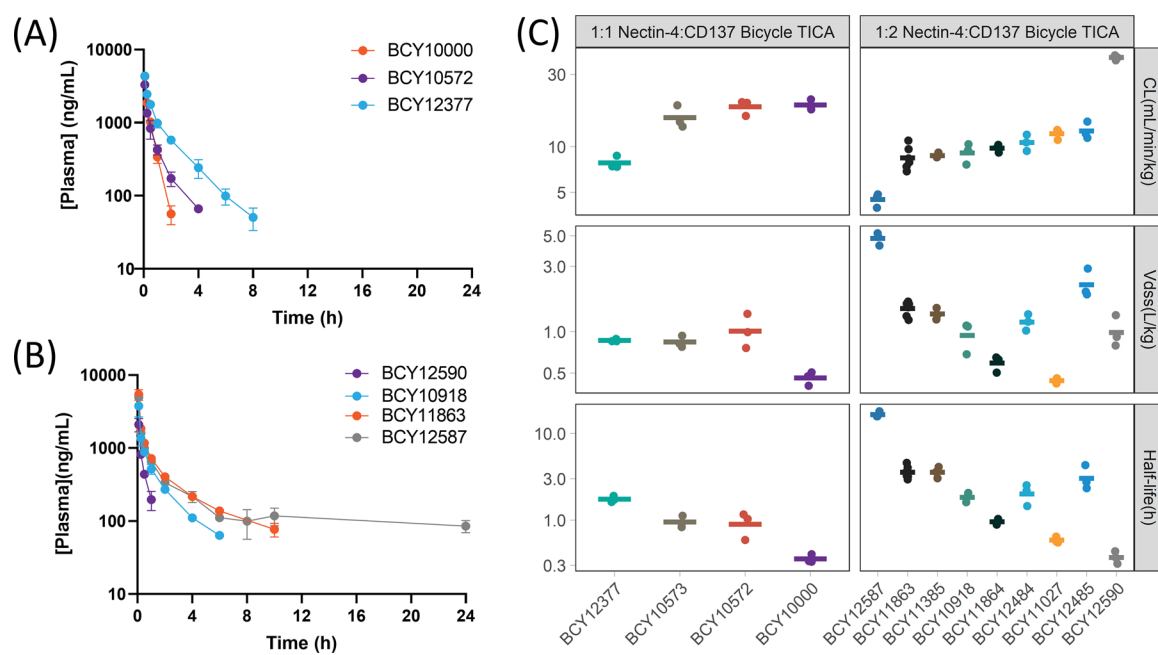 (A)
[Plasma] (ng/mL)
10000
1000
100
10
0
4
8
12
16
20
24
Time (h)
BCY10000
BCY10572
BCY12377
(B)
[Plasma](ng/mL)
10000
1000
100
10
0
4
8
12
16
20
24
Time (h)
BCY12590
BCY10918
BCY11863
BCY12587
(C)
1:1 Nectin-4:CD137 Bicycle TICA
1:2 Nectin-4:CD137 Bicycle TICA
30
10
5
CL(mL/min/kg)
5.0
3.0
1.0
0.5
Vdss(L/kg)
10.0
3.0
1.0
0.3
Half-life(h)
BCY12377
BCY10573
BCY10572
BCY10000
BCY12587
BCY11863
BCY11385
BCY10918
BCY11864
BCY12484
BCY11027
BCY12485
BCY12590